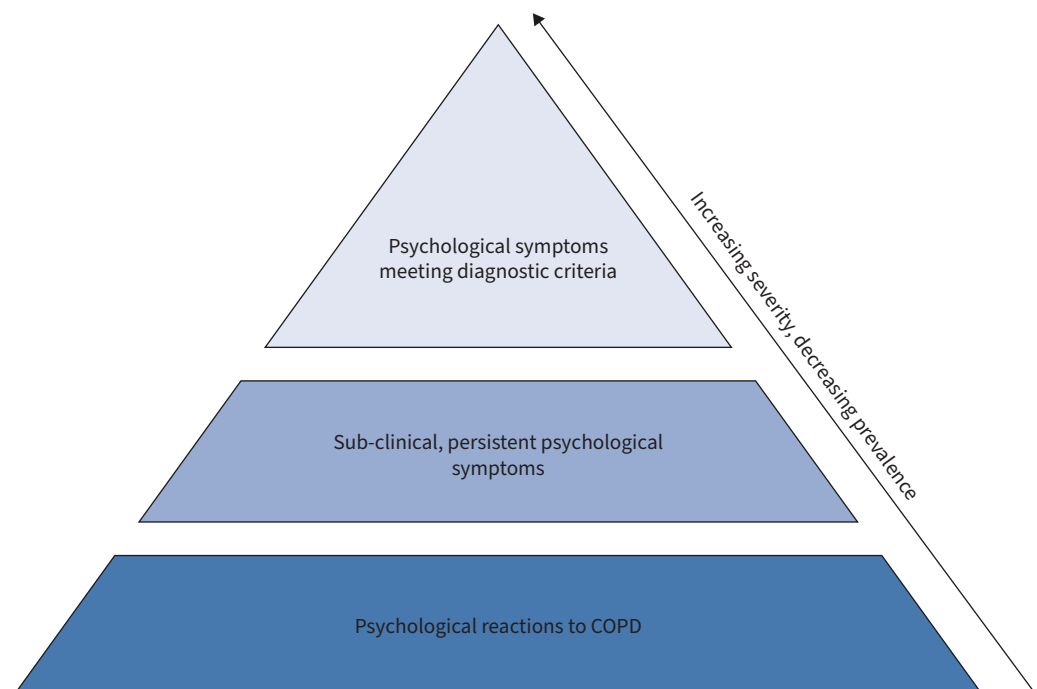 Psychological symptoms
meeting diagnostic criteria
Increasing severity, decreasing prevalence
Sub-clinical, persistent psychological
symptoms
Psychological reactions to COPD